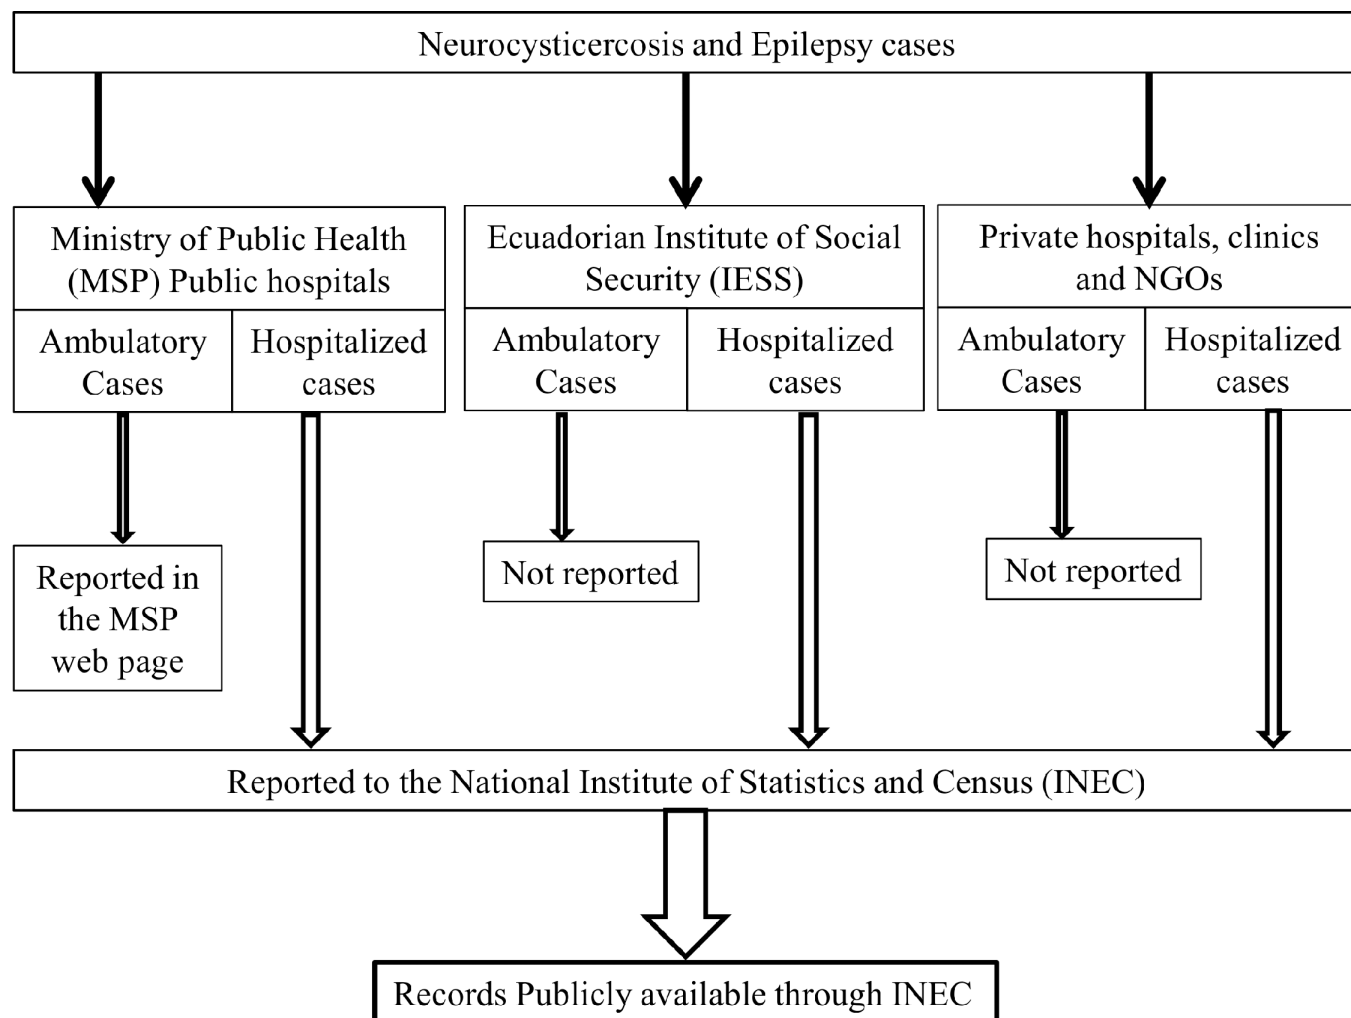 Neurocysticercosis and Epilepsy cases
Ministry of Public Health
(MSP) Public hospitals
Ambulatory
Cases
Hospitalized
cases
Reported in
the MSP
web page
Ecuadorian Institute of Social
Security (IESS)
Ambulatory
Cases
Hospitalized
cases
Not reported
Private hospitals, clinics
and NGOs
Ambulatory
Cases
Hospitalized
cases
Not reported
Reported to the National Institute of Statistics and Census (INEC)
Records Publicly available through INEC